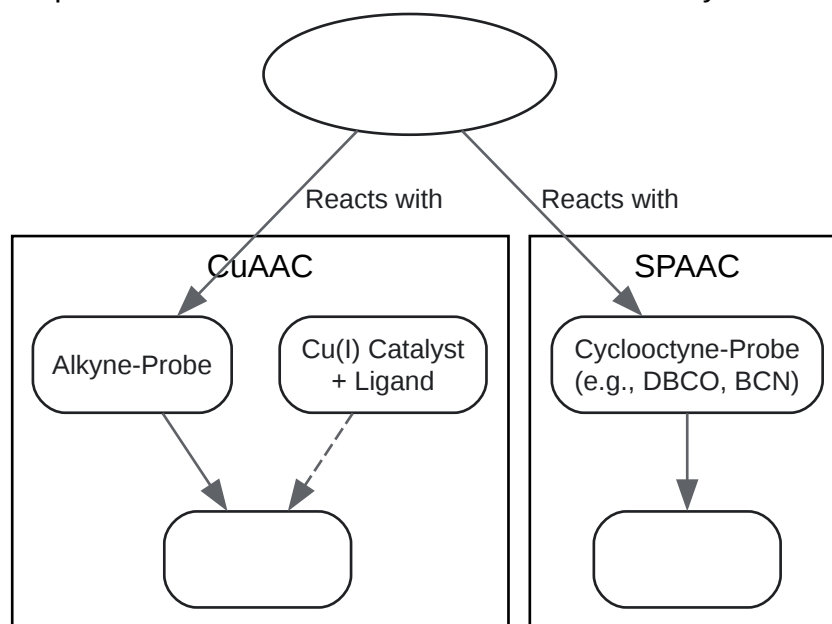 Reacts with
Reacts with
CuAAC
SPAAC
Alkyne-Probe
Cu(I) Catalyst
+ Ligand
Cyclooctyne-Probe
(e.g., DBCO, BCN)